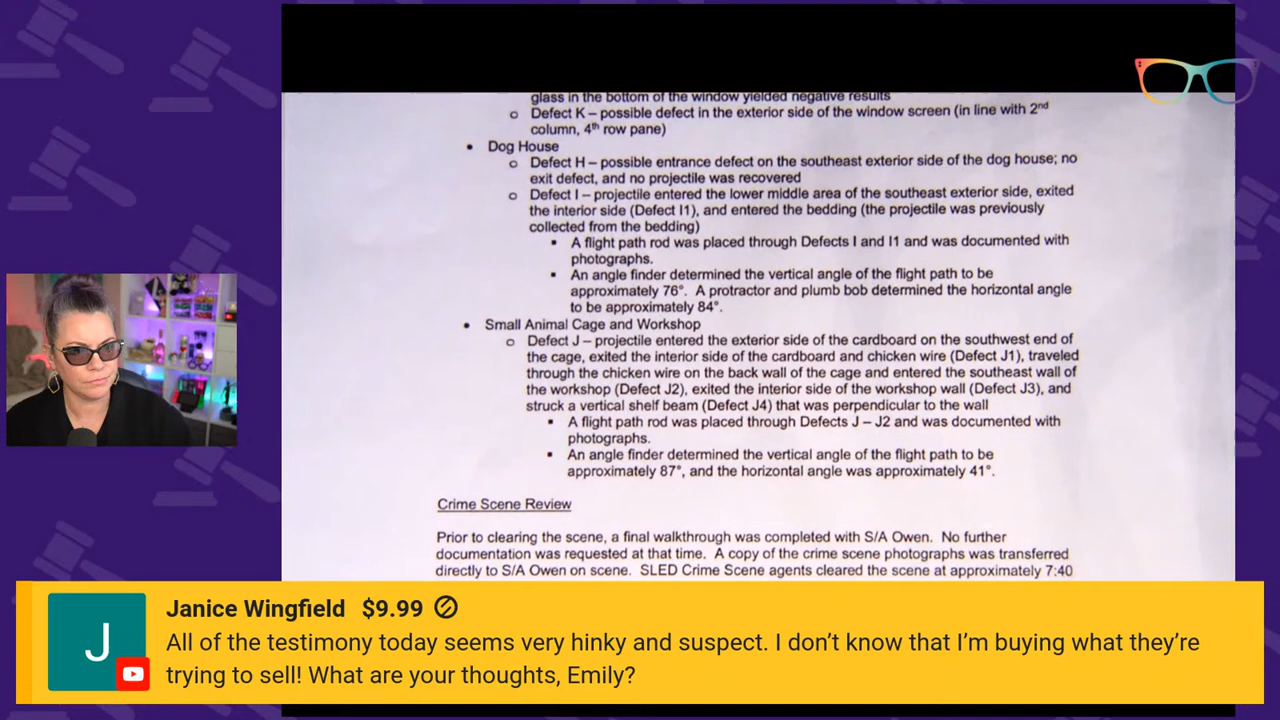 glass in the bottom of the window yielded negative results
o Defect K – possible defect in the exterior side of the window screen (in line with 2nd
column, 4th row pane)
• Dog House
o Defect H – possible entrance defect on the southeast exterior side of the dog house; no
exit defect, and no projectile was recovered
o Defect I – projectile entered the lower middle area of the southeast exterior side, exited
the interior side (Defect I1), and entered the bedding (the projectile was previously
collected from the bedding)
▪ A flight path rod was placed through Defects I and I1 and was documented with
photographs.
▪ An angle finder determined the vertical angle of the flight path to be
approximately 76°. A protractor and plumb bob determined the horizontal angle
to be approximately 84°.
• Small Animal Cage and Workshop
o Defect J – projectile entered the exterior side of the cardboard on the southwest end of
the cage, exited the interior side of the cardboard and chicken wire (Defect J1), traveled
through the chicken wire on the back wall of the cage and entered the southeast wall of
the workshop (Defect J2), exited the interior side of the workshop wall (Defect J3), and
struck a vertical shelf beam (Defect J4) that was perpendicular to the wall
▪ A flight path rod was placed through Defects J – J2 and was documented with
photographs.
▪ An angle finder determined the vertical angle of the flight path to be
approximately 87°, and the horizontal angle was approximately 41°.
Crime Scene Review
Prior to clearing the scene, a final walkthrough was completed with S/A Owen. No further
documentation was requested at that time. A copy of the crime scene photographs was transferred
directly to S/A Owen on scene. SLED Crime Scene agents cleared the scene at approximately 7:40
J
Janice Wingfield $9.99
All of the testimony today seems very hinky and suspect. I don’t know that I’m buying what they’re
trying to sell! What are your thoughts, Emily?